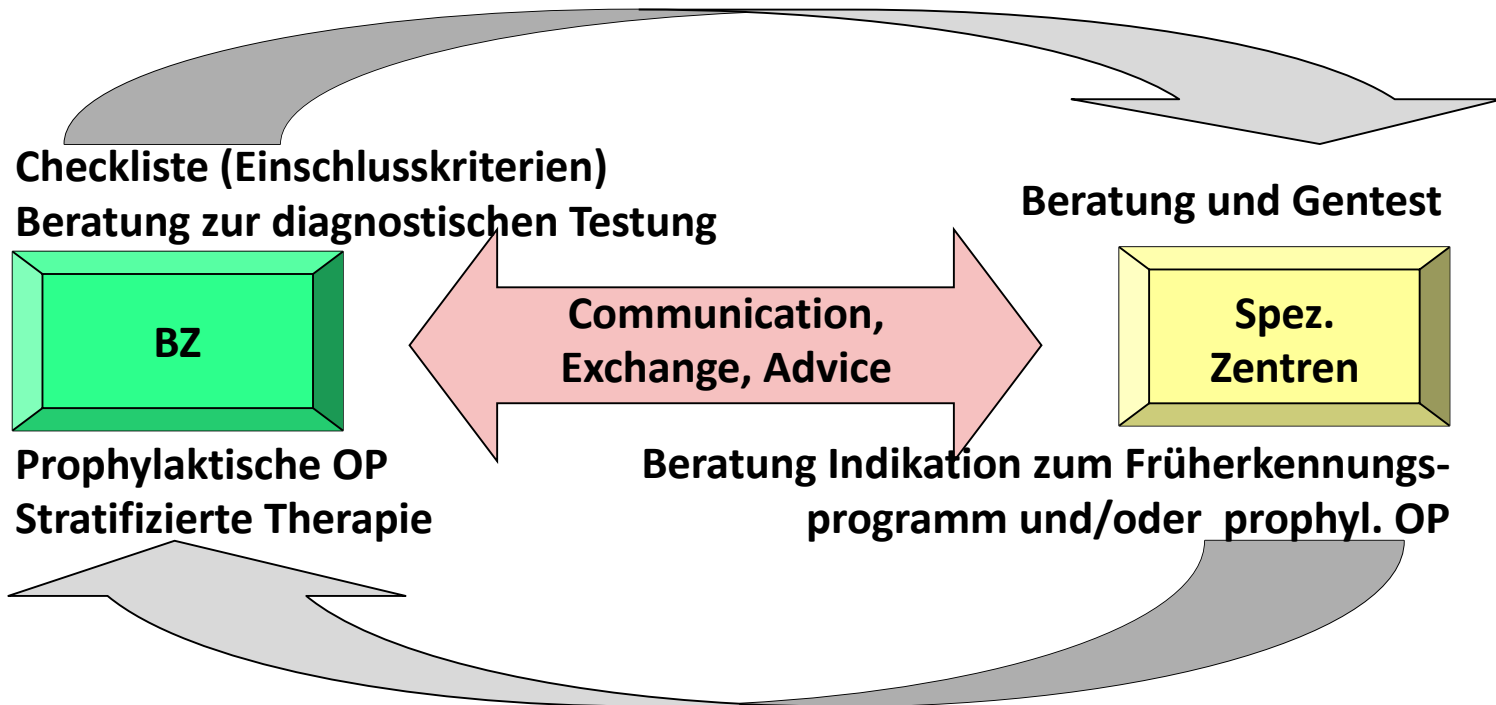 Checkliste (Einschlusskriterien)
Beratung zur diagnostischen Testung
Beratung und Gentest
BZ
Communication,
Exchange, Advice
Spez.
Zentren
Prophylaktische OP
Stratifizierte Therapie
Beratung Indikation zum Früherkennungs-
programm und/oder prophyl. OP